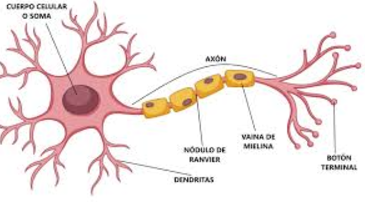 CUERPO CELULAR
O SOMA
AXÓN
VAINA DE
MIELINA
NÓDULO DE
RANVIER
BOTÓN
TERMINAL
DENDRITAS